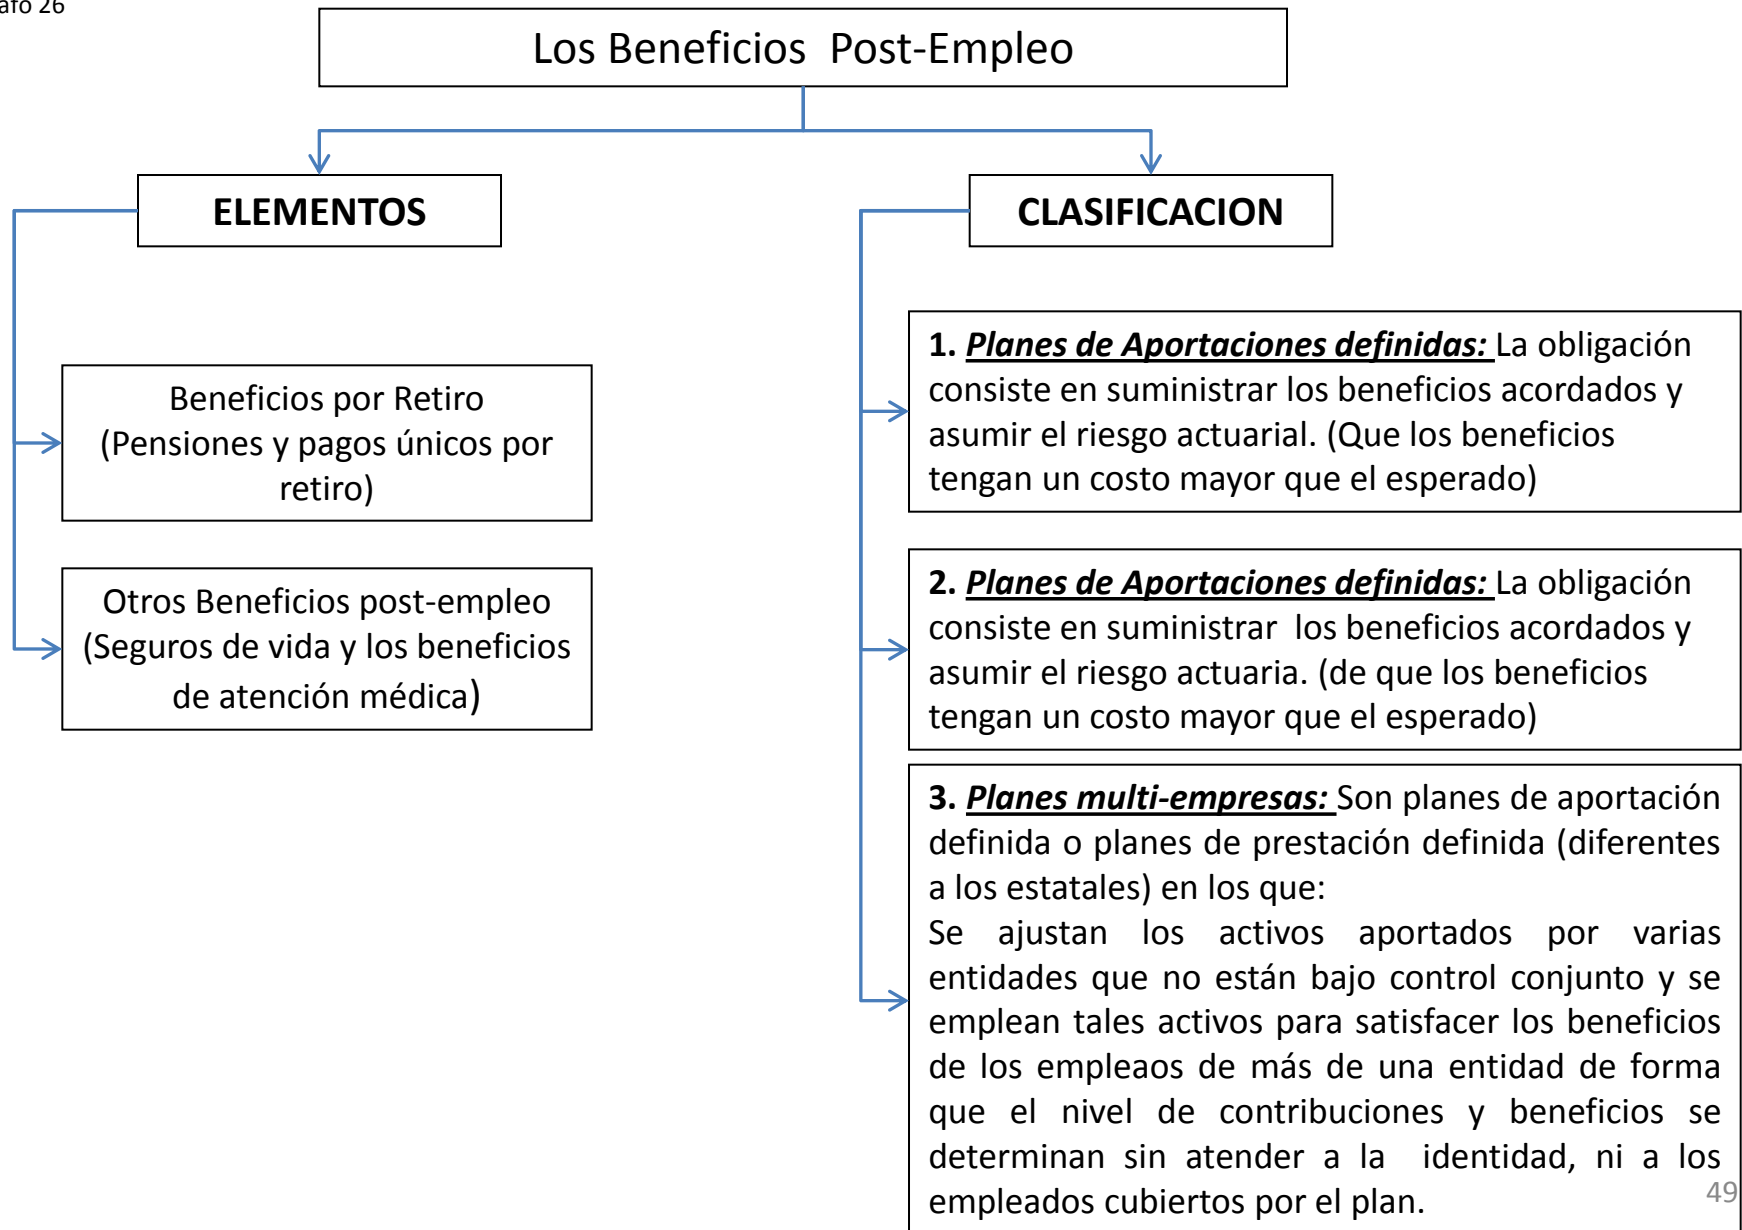 26
Los Beneficios Post-Empleo
ELEMENTOS
CLASIFICACION
Beneficios por Retiro
(Pensiones y pagos únicos por
retiro)
Otros Beneficios post-empleo
(Seguros de vida y los beneficios
de atención médica)
1. Planes de Aportaciones definidas: La obligación
consiste en suministrar los beneficios acordados y
asumir el riesgo actuarial. (Que los beneficios
tengan un costo mayor que el esperado)
2. Planes de Aportaciones definidas: La obligación
consiste en suministrar los beneficios acordados y
asumir el riesgo actuaria. (de que los beneficios
tengan un costo mayor que el esperado)
3. Planes multi-empresas: Son planes de aportación
definida o planes de prestación definida (diferentes
a los estatales) en los que:
Se ajustan los activos aportados por varias
entidades que no están bajo control conjunto y se
emplean tales activos para satisfacer los beneficios
de los empleaos de más de una entidad de forma
que el nivel de contribuciones y beneficios se
determinan sin atender a la identidad, ni a los
empleados cubiertos por el plan.
49